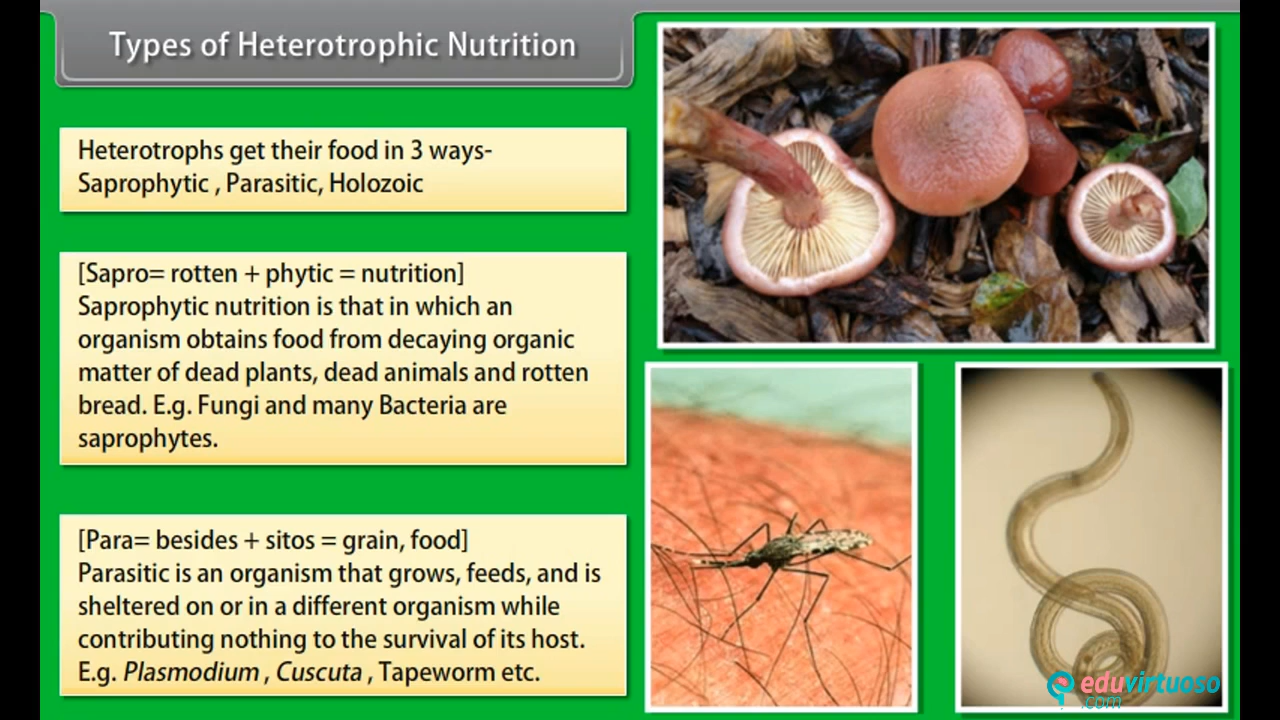 Types of Heterotrophic Nutrition
Heterotrophs get their food in 3 ways-
Saprophytic , Parasitic, Holozoic
[Sapro= rotten + phytic = nutrition]
Saprophytic nutrition is that in which an
organism obtains food from decaying organic
matter of dead plants, dead animals and rotten
bread. E.g. Fungi and many Bacteria are
saprophytes.
[Para= besides + sitos = grain, food]
Parasitic is an organism that grows, feeds, and is
sheltered on or in a different organism while
contributing nothing to the survival of its host.
E.g. Plasmodium , Cuscuta , Tapeworm etc.
eduvirtuoso
.com